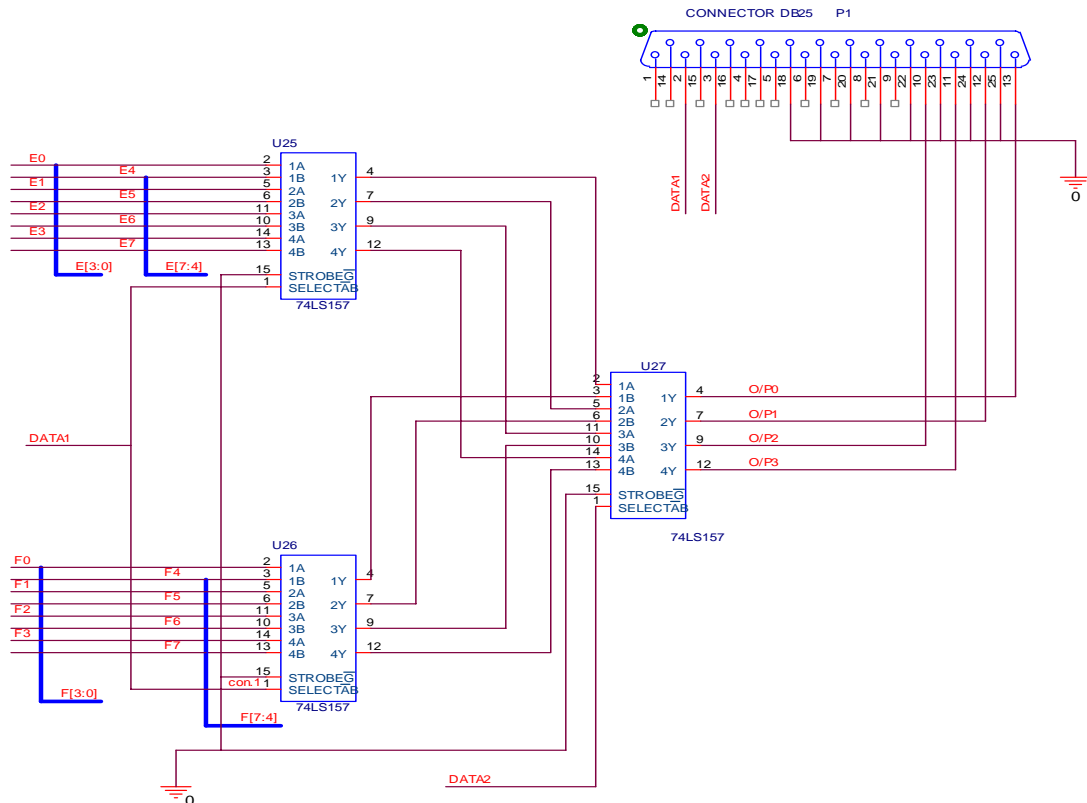 CONNECTOR DB25 P1
1 14 2 15 3 16 4 17 5 18 6 19 7 20 8 21 9 22 10 23 11 24 12 25 13
DATA1 DATA2
0
U25
E0 2 1A
E4 3 1B 1Y 4
E1 5 2A
E5 6 2B 2Y 7
E2 11 3A
E6 10 3B 3Y 9
E3 14 4A
E7 13 4B 4Y 12
E[3:0] E[7:4]
15 STROBEG
1 SELECTAB
74LS157
U27
2 1A
3 1B 1Y 4 O/P0
5 2A
6 2B 2Y 7 O/P1
11 3A
10 3B 3Y 9 O/P2
14 4A
13 4B 4Y 12 O/P3
15 STROBEG
1 SELECTAB
74LS157
DATA1
U26
F0 2 1A
F4 3 1B 1Y 4
F1 5 2A
F5 6 2B 2Y 7
F2 11 3A
F6 10 3B 3Y 9
F3 14 4A
F7 13 4B 4Y 12
15 STROBEG
con.1 1 SELECTAB
74LS157
F[3:0]
F[7:4]
DATA2
0